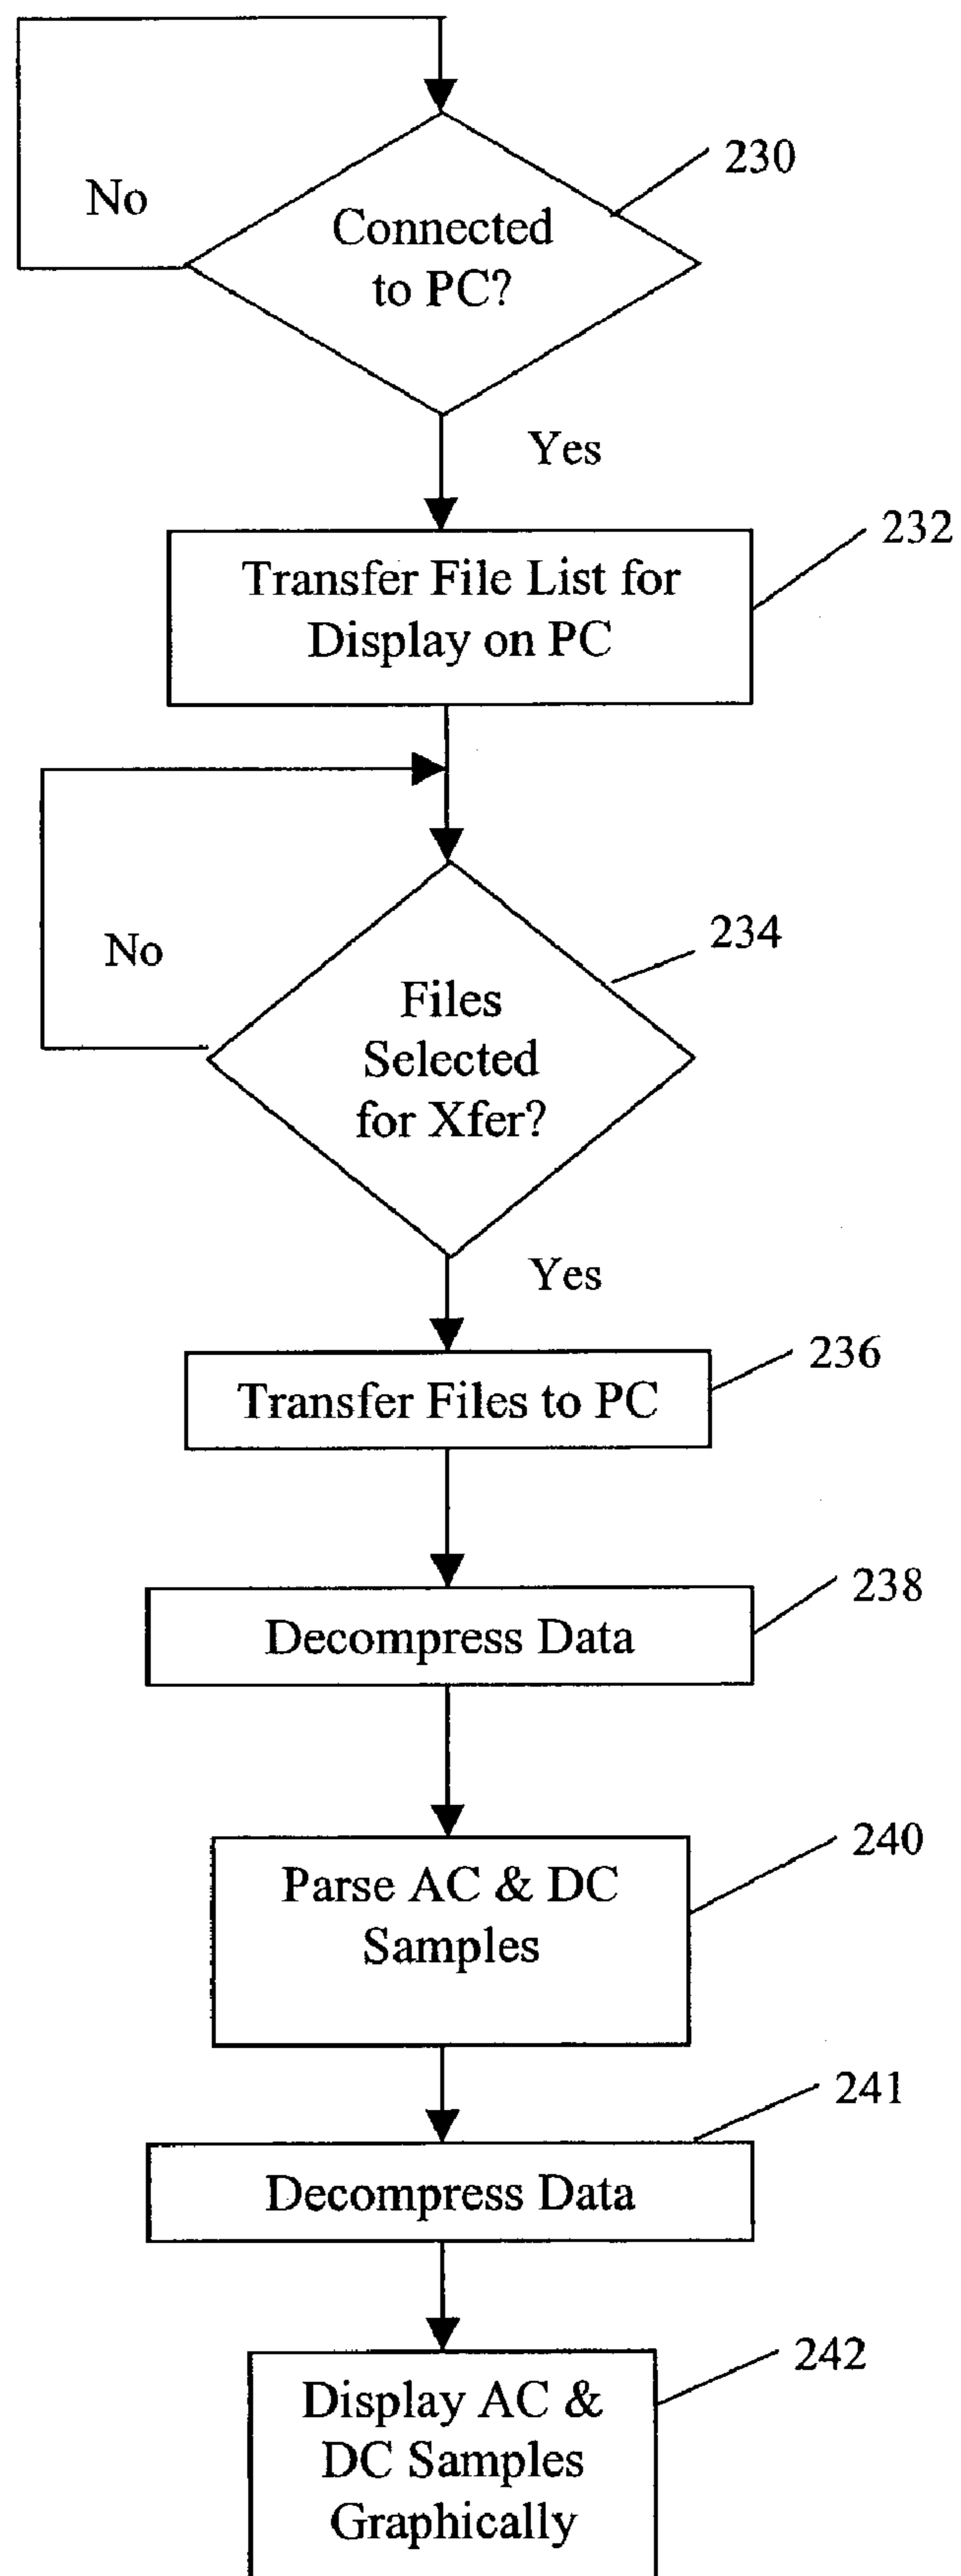 230
No
Connected
to PC?
Yes
232
Transfer File List for
Display on PC
234
No
Files
Selected
for Xfer?
Yes
236
Transfer Files to PC
238
Decompress Data
240
Parse AC & DC
Samples
241
Decompress Data
242
Display AC &
DC Samples
Graphically